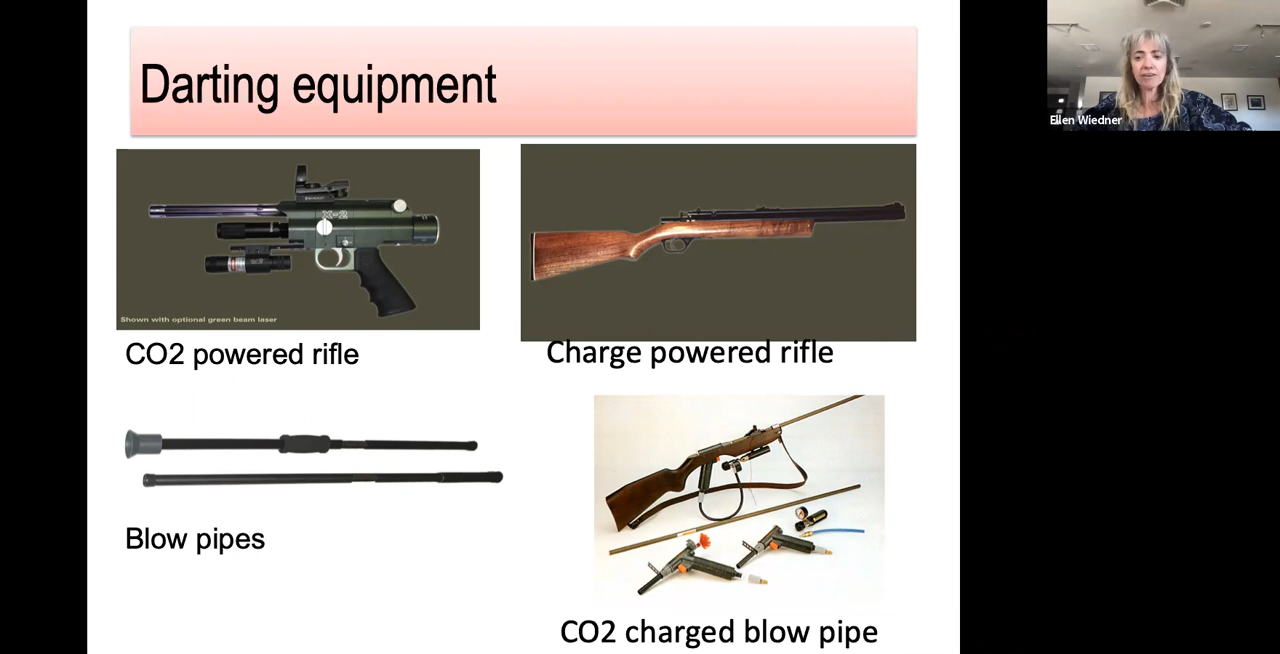 Darting equipment
Ellen Wiedner
X-2
Shown with optional green beam laser
CO2 powered rifle
Charge powered rifle
Blow pipes
CO2 charged blow pipe